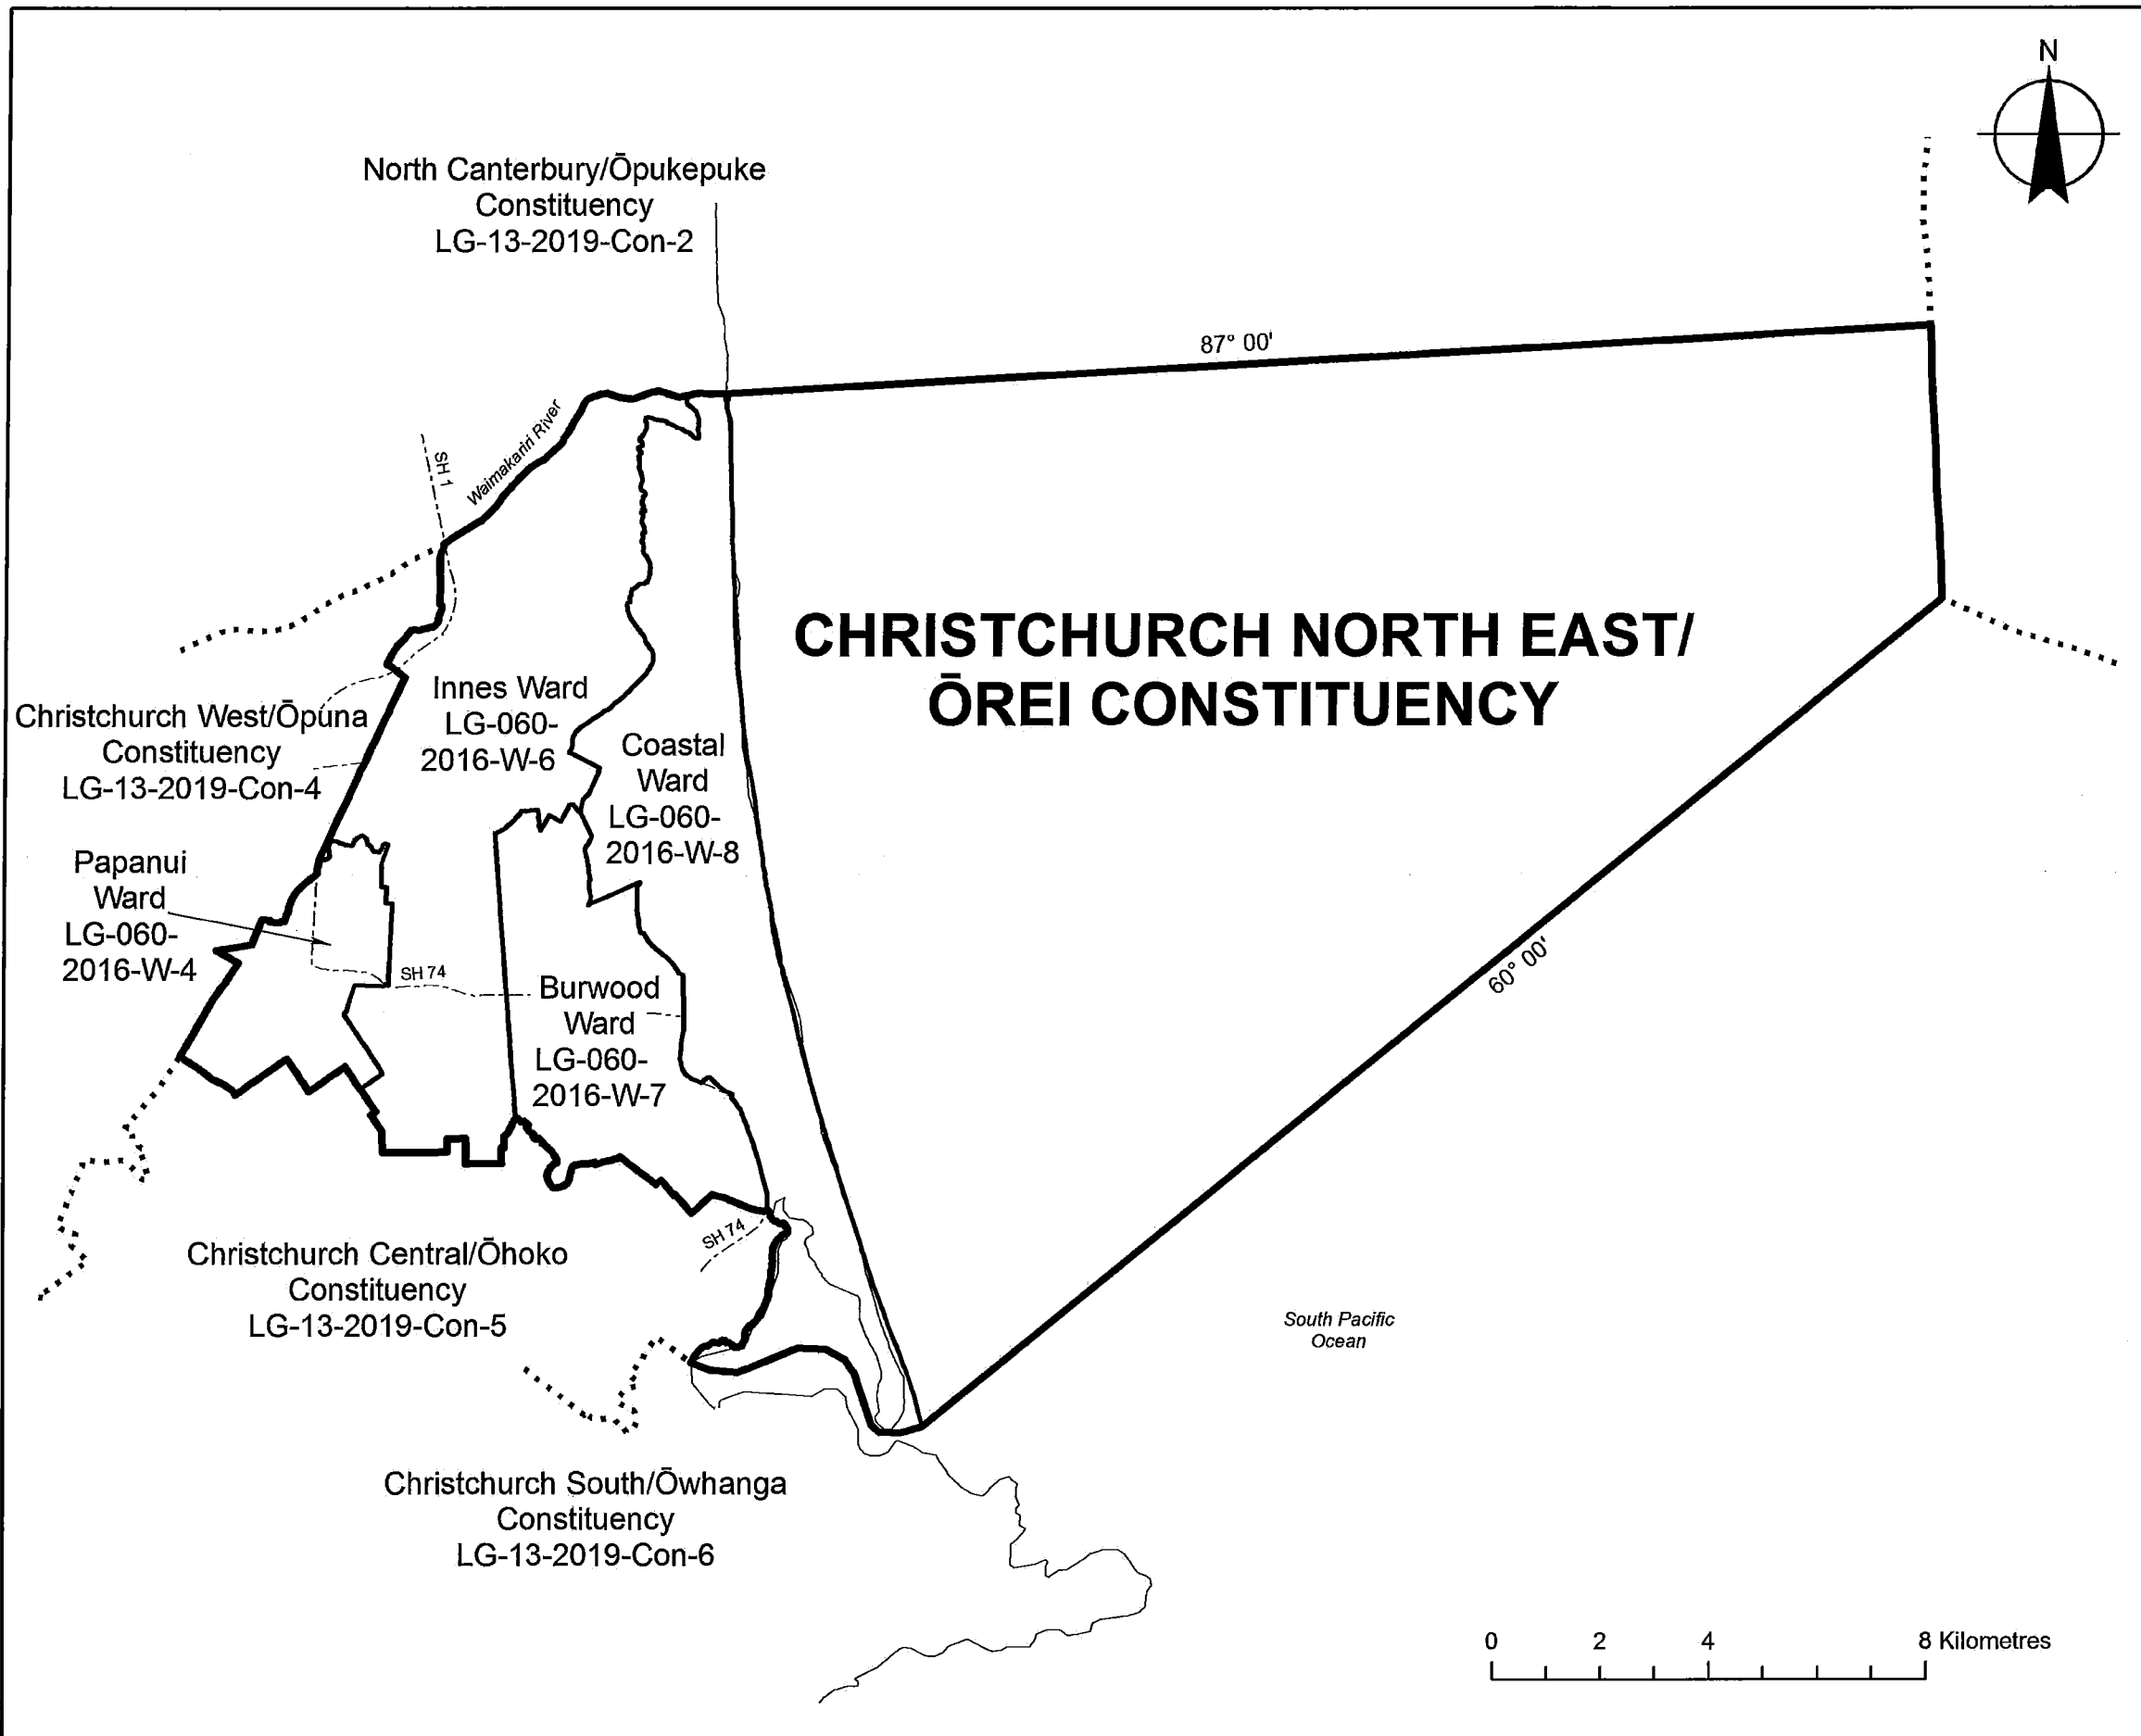 N
North Canterbury/Ōpukepuke
Constituency
LG-13-2019-Con-2
87° 00'
Waimakariri River
SH 1
CHRISTCHURCH NORTH EAST/
ŌREI CONSTITUENCY
Innes Ward
LG-060-
2016-W-6
Christchurch West/Ōpuna
Constituency
LG-13-2019-Con-4
Coastal
Ward
LG-060-
2016-W-8
Papanui
Ward
LG-060-
2016-W-4
SH 74
Burwood
Ward
LG-060-
2016-W-7
60° 00'
SH 74
Christchurch Central/Ōhoko
Constituency
LG-13-2019-Con-5
South Pacific
Ocean
Christchurch South/Ōwhanga
Constituency
LG-13-2019-Con-6
0 2 4 8 Kilometres